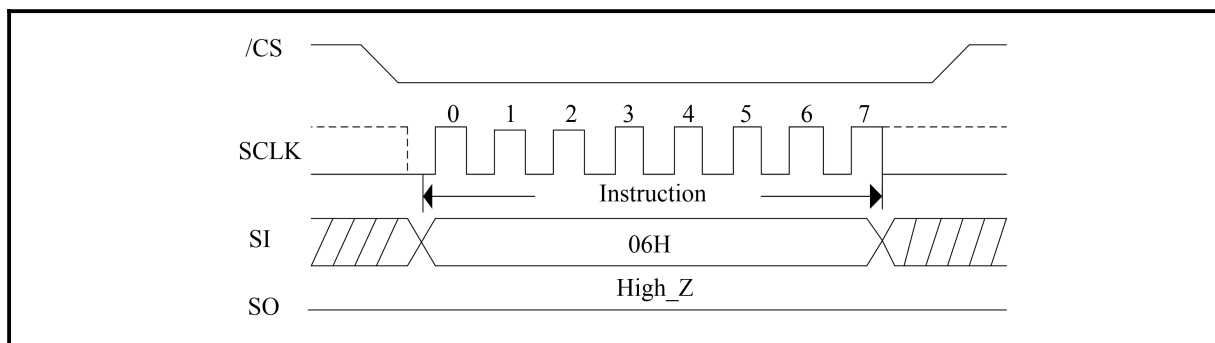 /CS
0 1 2 3 4 5 6 7
SCLK
Instruction
SI
06H
High_Z
SO